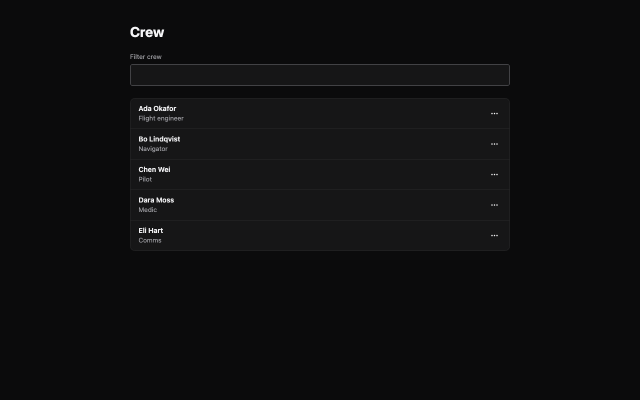 Crew
Filter crew
Ada Okafor
Flight engineer
Bo Lindqvist
Navigator
Chen Wei
Pilot
Dara Moss
Medic
Eli Hart
Comms